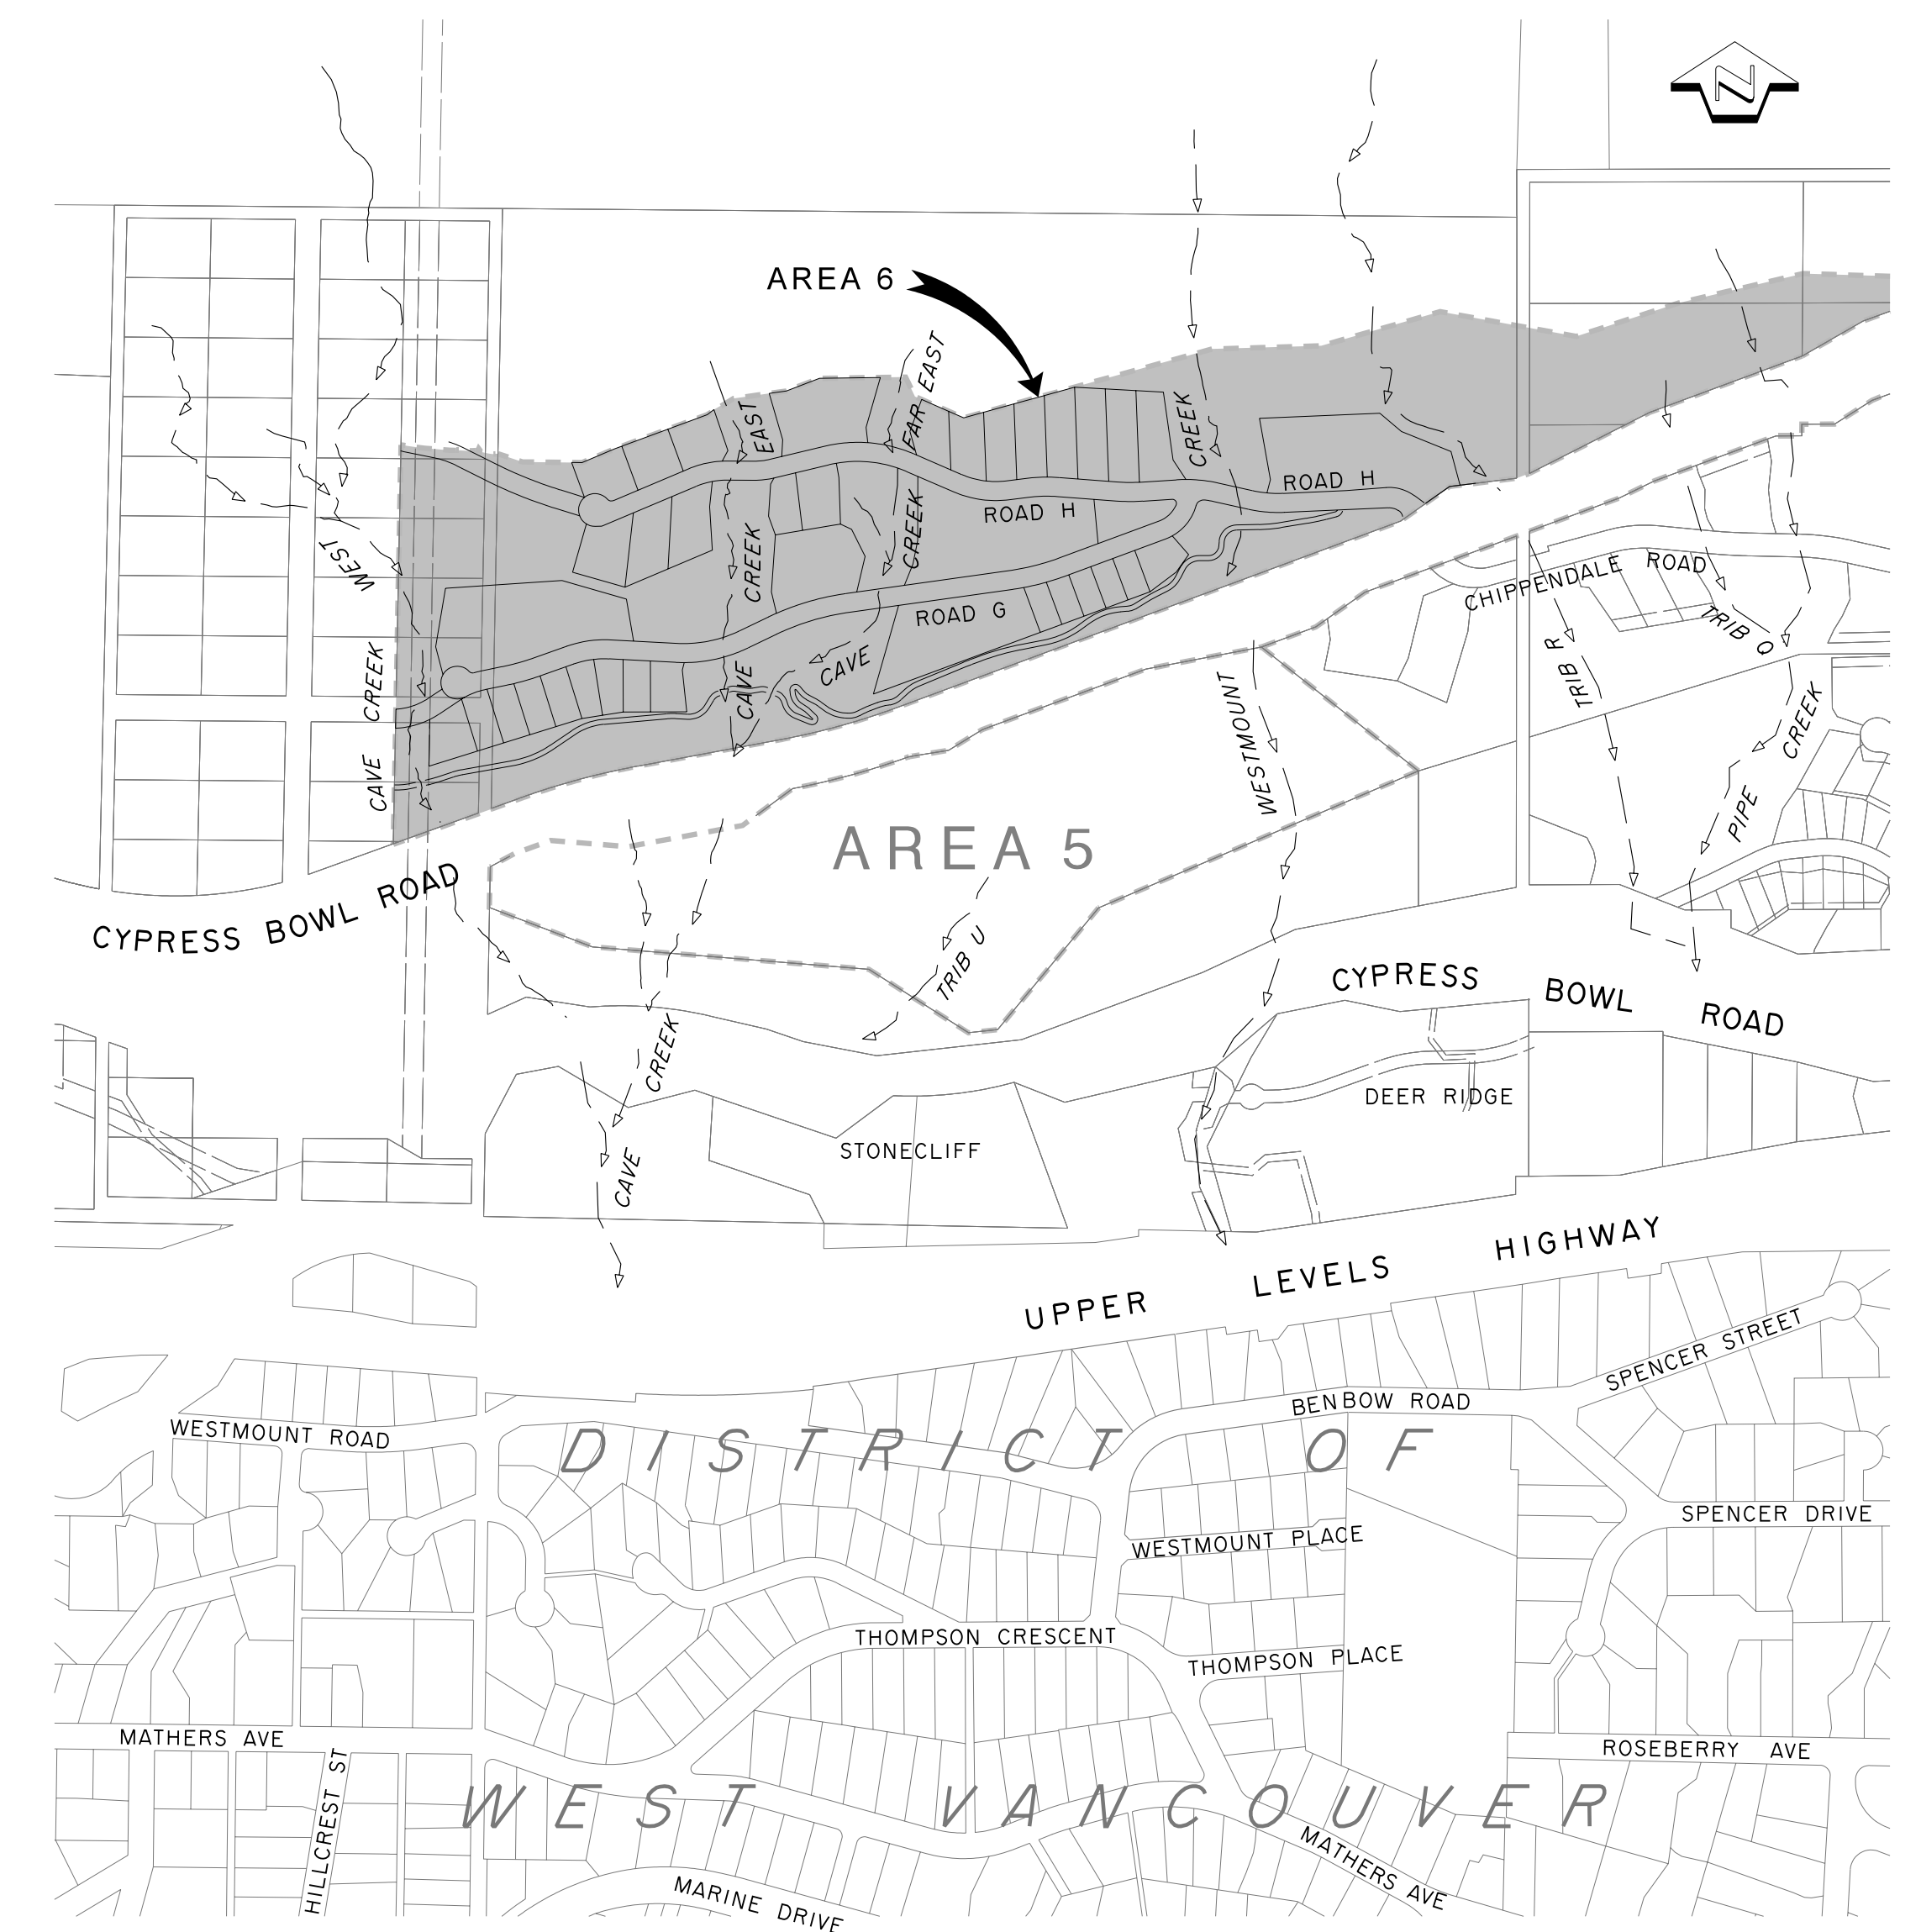 N
AREA 6
FAR EAST
EAST
CREEK
ROAD H
ROAD H
CREEK
CREEK
WEST
CHIPPENDALE ROAD
ROAD G
TRIB Q
TRIB R
CAVE
CAVE
CREEK
CAVE
WESTMOUNT
CREEK
PIPE
AREA 5
CYPRESS BOWL ROAD
TRIB U
CYPRESS BOWL ROAD
CREEK
DEER RIDGE
STONECLIFF
CAVE
UPPER LEVELS HIGHWAY
SPENCER STREET
BENBOW ROAD
WESTMOUNT ROAD
DISTRICT OF
SPENCER DRIVE
WESTMOUNT PLACE
THOMPSON CRESCENT
THOMPSON PLACE
MATHERS AVE
ROSEBERRY AVE
HILLCREST ST
WEST VANCOUVER
MATHERS AVE
MARINE DRIVE